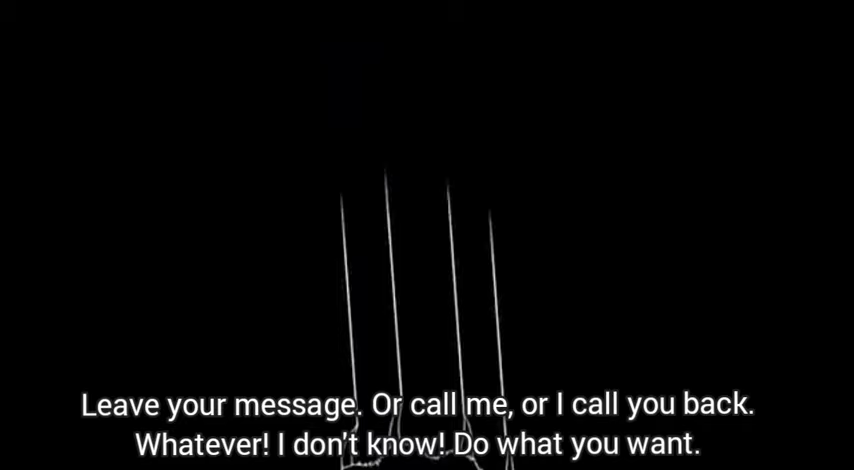 Leave your message. Or call me, or I call you back.
Whatever! I don't know! Do what you want.